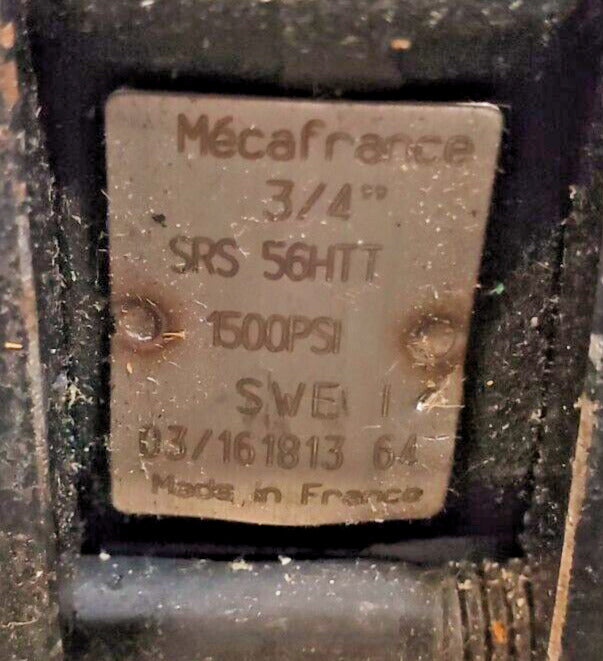 Mécafrance
3/4""
SRS 56HTT
1500PSI
03/161813 64
Made in France